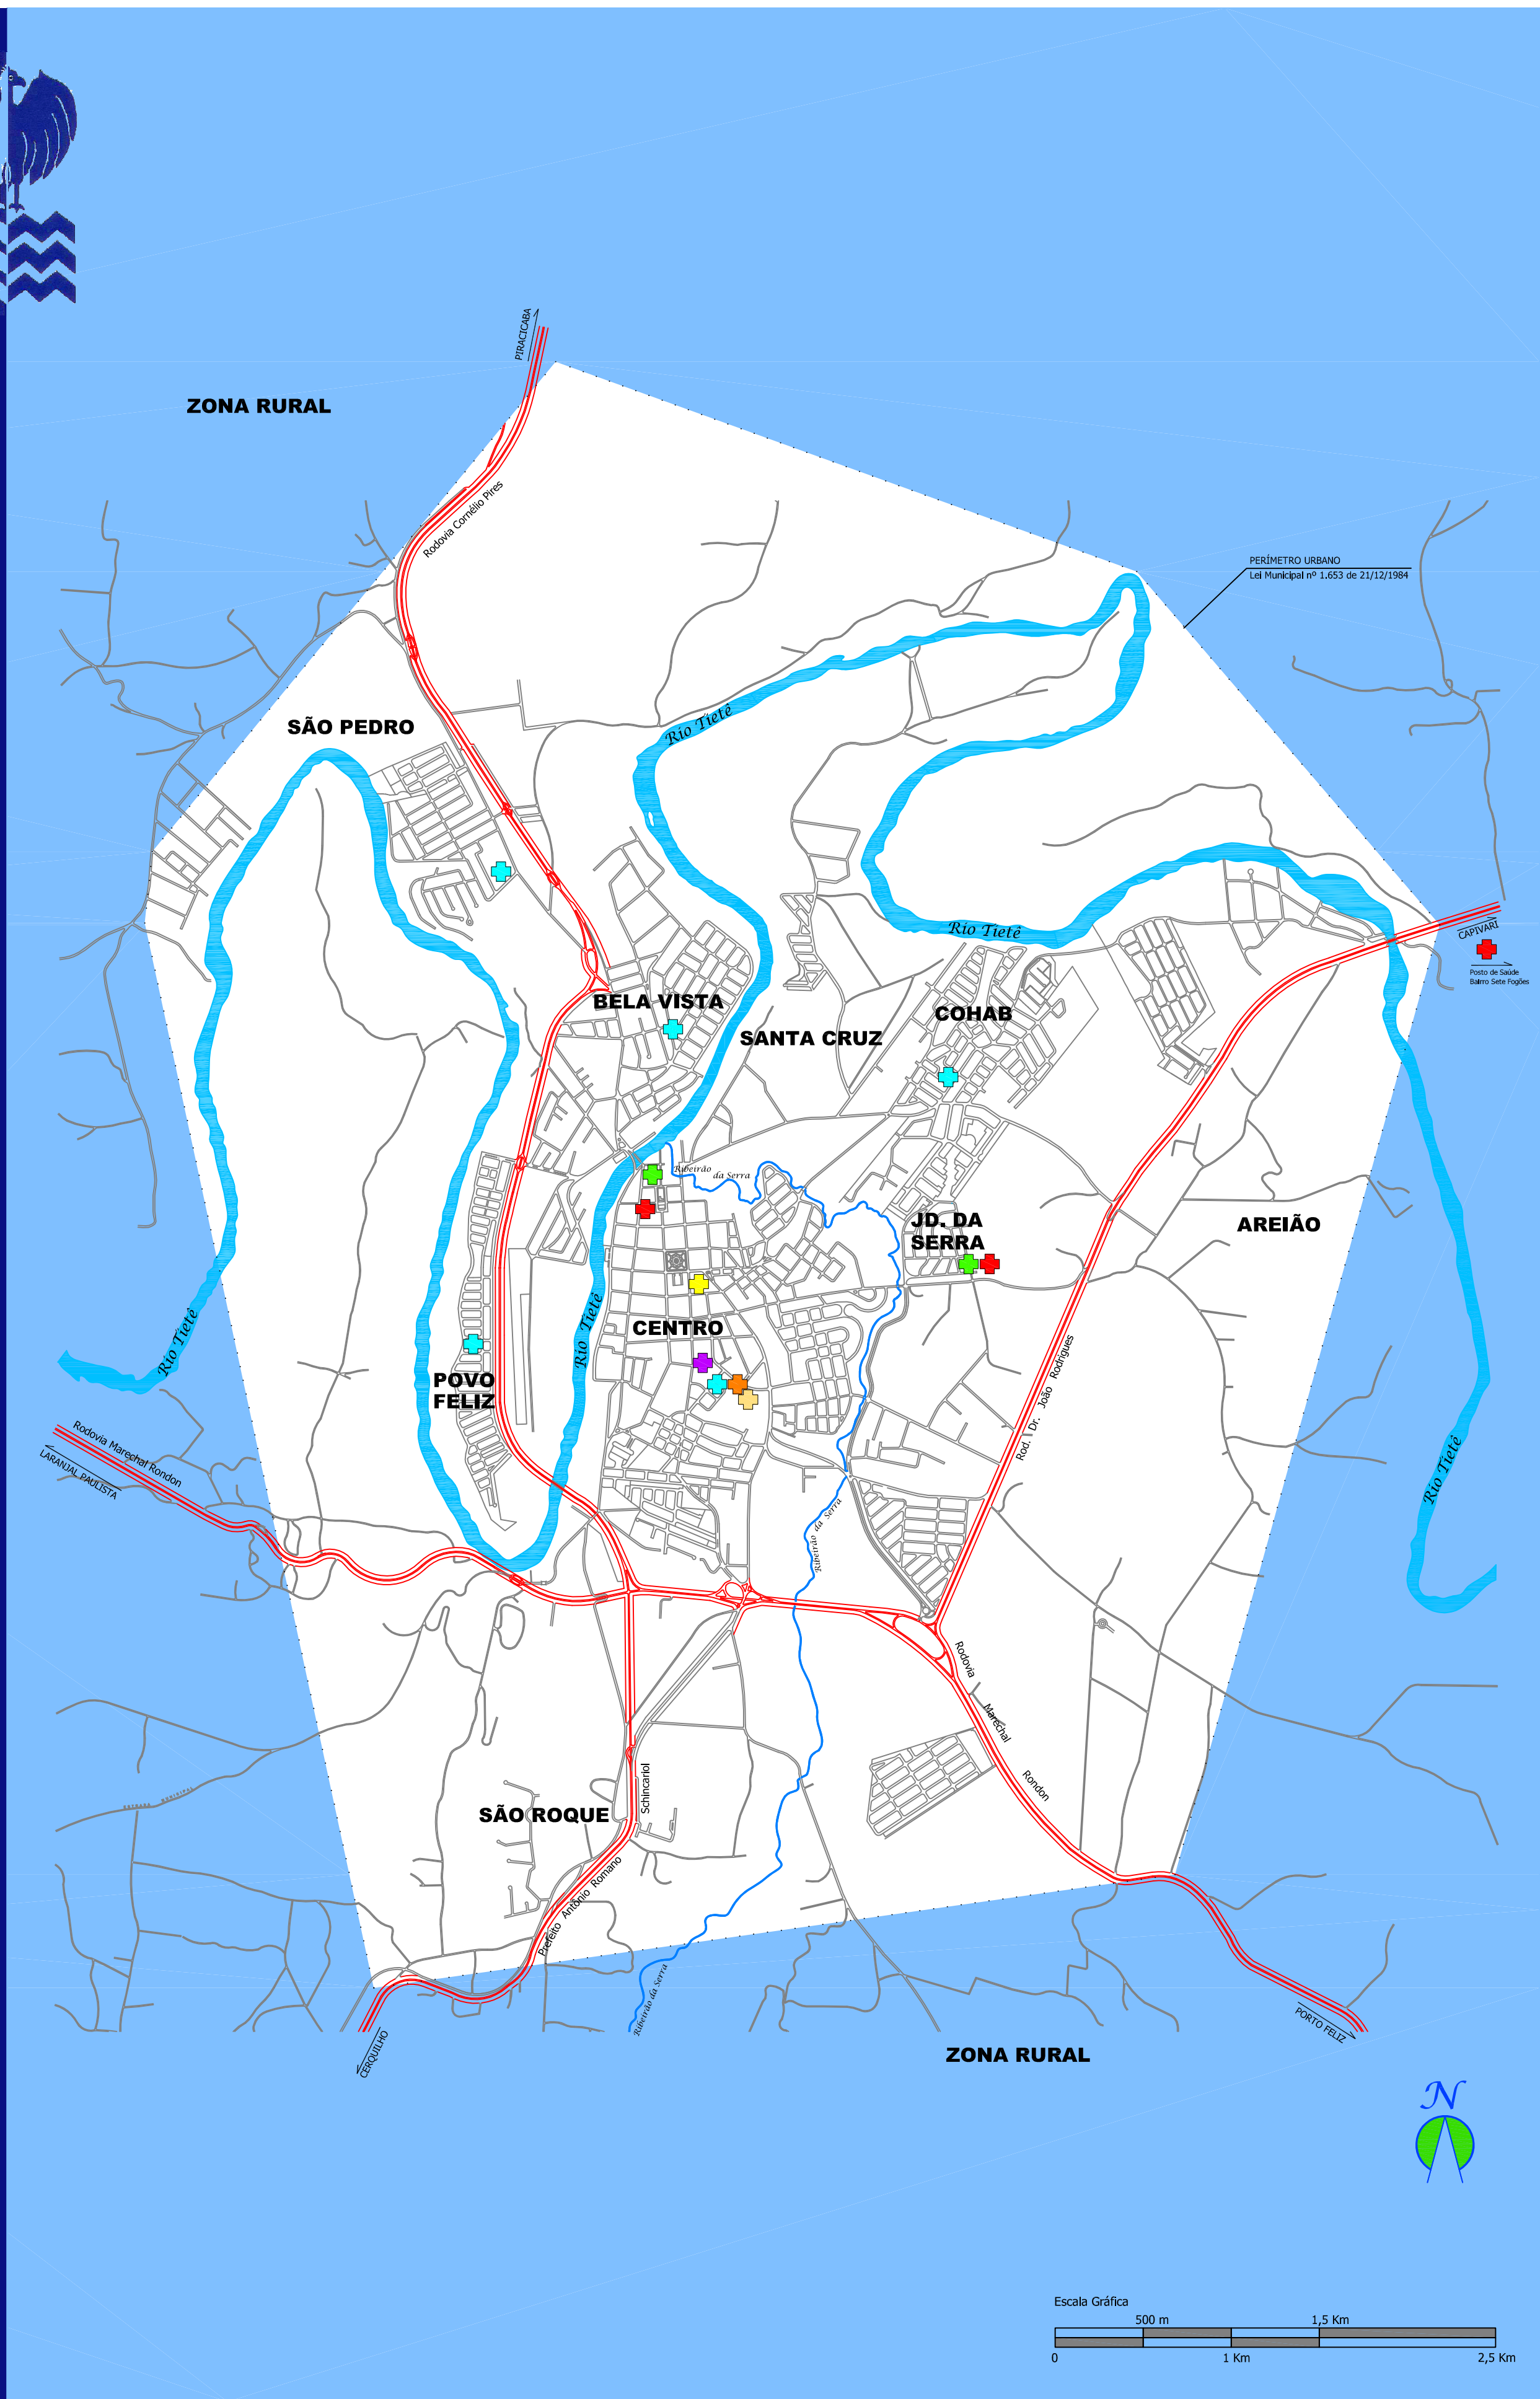 PIRACICABA
ZONA RURAL
Rodovia Cornélio Pires
PERÍMETRO URBANO
Lei Municipal nº 1.653 de 21/12/1984
SÃO PEDRO
Rio Tietê
Rio Tietê
CAPIVARI
Posto de Saúde
Bairro Sete Fogões
BELA VISTA
SANTA CRUZ
COHAB
Ribeirão
da Serra
JD. DA
SERRA
AREIÃO
Rio Tietê
Rio Tietê
CENTRO
POVO
FELIZ
Rod. Dr. João Rodrigues
Rodovia Marechal Rondon
LARANJAL PAULISTA
Rio Tietê
Ribeirão da Serra
Rodovia
Marechal
Rondon
Schincariol
SÃO ROQUE
Prefeito Antônio Romano
Ribeirão da Serra
CERQUILHO
PORTO FELIZ
ZONA RURAL
N
Escala Gráfica
500 m 1,5 Km
0 1 Km 2,5 Km